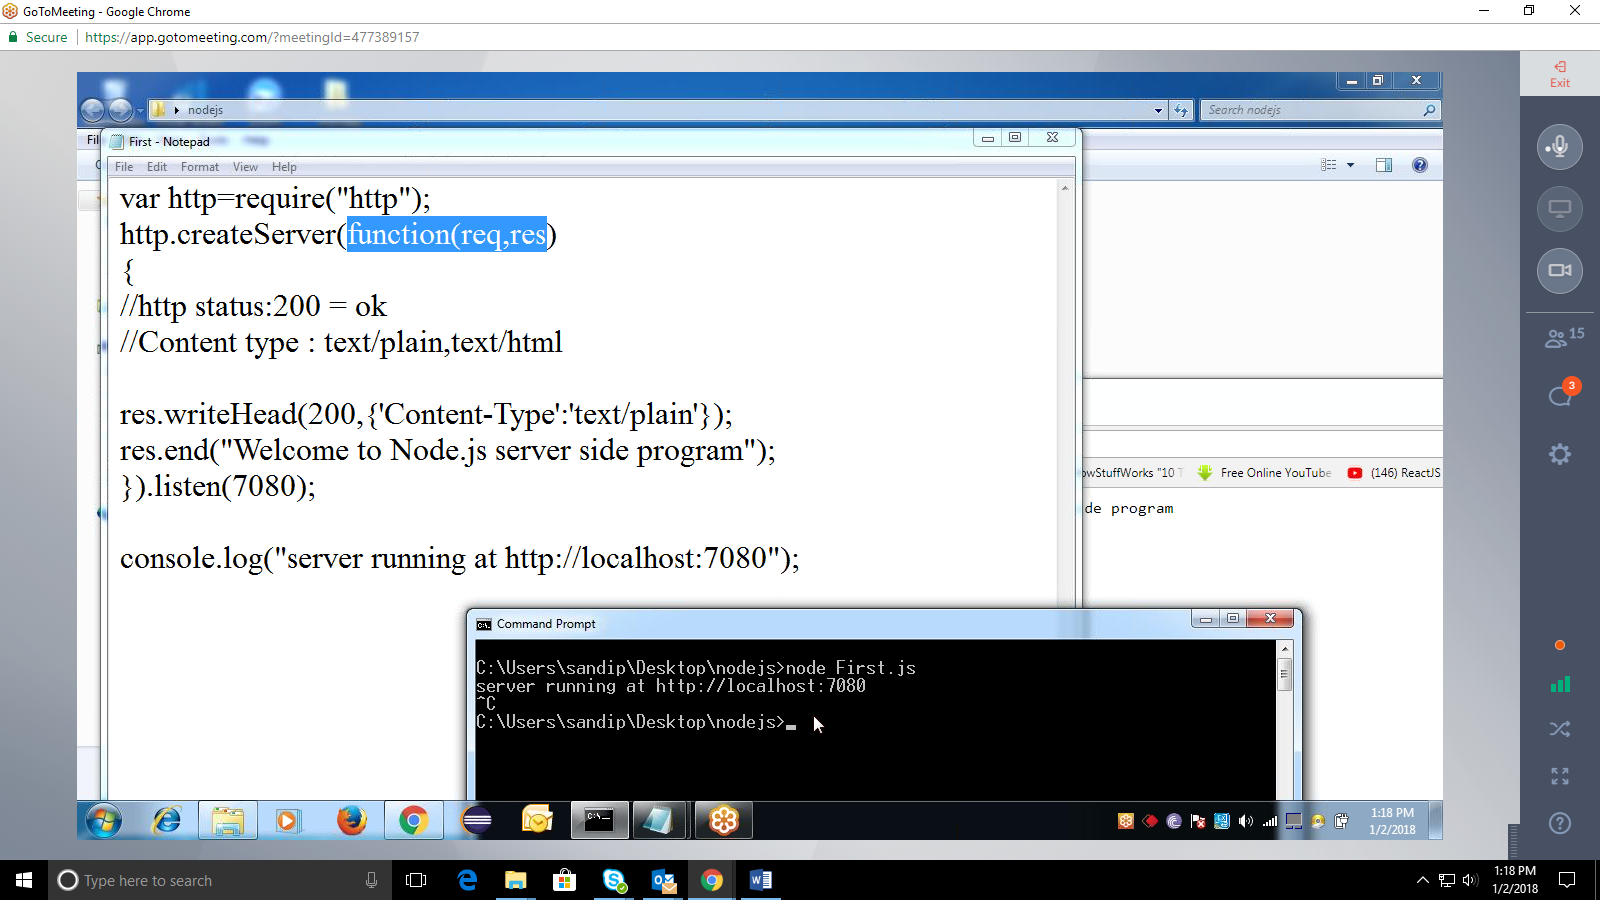 GoToMeeting - Google Chrome
Secure
https://app.gotomeeting.com/?meetingId=477389157
Exit
nodejs
Search nodejs
Fil
First - Notepad
File Edit Format View Help
var http=require("http");
http.createServer(function(req,res)
{
//http status:200 = ok
//Content type : text/plain,text/html
res.writeHead(200,{'Content-Type':'text/plain'});
res.end("Welcome to Node.js server side program");
}).listen(7080);
console.log("server running at http://localhost:7080");
15
3
owStuffWorks "10 T
Free Online YouTube
(146) ReactJS
de program
Command Prompt
C:\Users\sandip\Desktop\nodejs>node First.js
server running at http://localhost:7080
^C
C:\Users\sandip\Desktop\nodejs>_
1:18 PM
1/2/2018
Type here to search
1:18 PM
1/2/2018